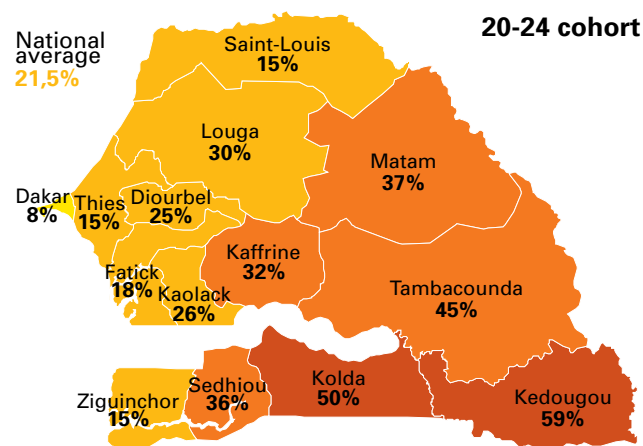 20-24 cohort
National
average
21,5%
Saint-Louis
15%
Louga
30%
Matam
37%
Dakar
8%
Thies
15%
Diourbel
25%
Fatick
18%
Kaolack
26%
Kaffrine
32%
Tambacounda
45%
Ziguinchor
15%
Sedhiou
36%
Kolda
50%
Kedougou
59%